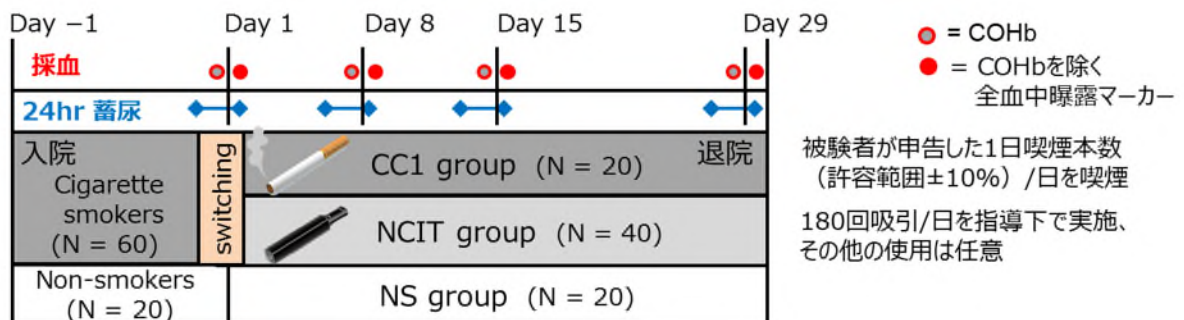 Day −1
Day 1
Day 8
Day 15
Day 29
採血
24hr 蓄尿
= COHb
= COHbを除く
全血中曝露マーカー
入院
Cigarette
smokers
(N = 60)
switching
CC1 group (N = 20)
退院
NCIT group (N = 40)
Non-smokers
(N = 20)
NS group (N = 20)
被験者が申告した1日喫煙本数
（許容範囲±10%）/日を喫煙
180回吸引/日を指導下で実施、
その他の使用は任意